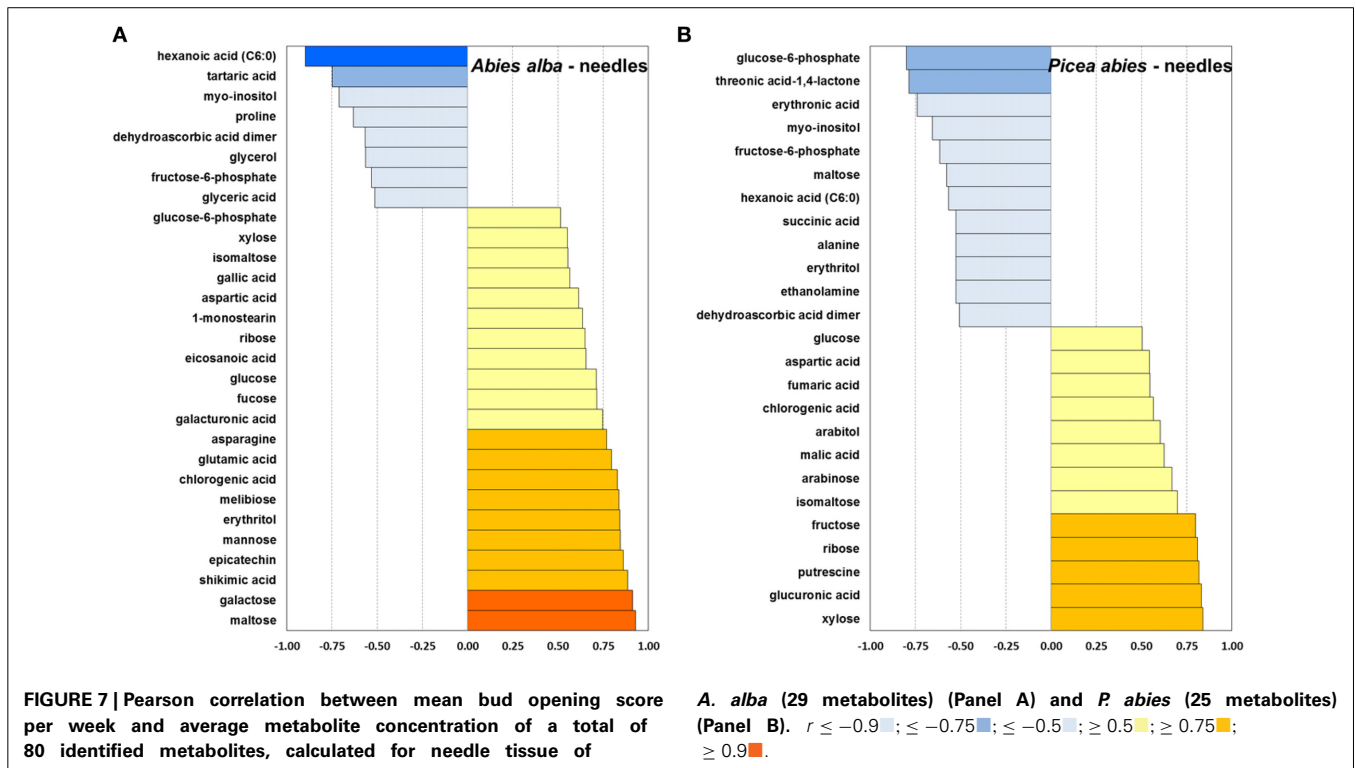 A
hexanoic acid (C6:0)
tartaric acid
myo-inositol
proline
dehydroascorbic acid dimer
glycerol
fructose-6-phosphate
glyceric acid
glucose-6-phosphate
xylose
isomaltose
gallic acid
aspartic acid
1-monostearin
ribose
eicosanoic acid
glucose
fucose
galacturonic acid
asparagine
glutamic acid
chlorogenic acid
melibiose
erythritol
mannose
epicatechin
shikimic acid
galactose
maltose
Abies alba - needles
-1.00 -0.75 -0.50 -0.25 0.00 0.25 0.50 0.75 1.00
B
glucose-6-phosphate
threonic acid-1,4-lactone
erythronic acid
myo-inositol
fructose-6-phosphate
maltose
hexanoic acid (C6:0)
succinic acid
alanine
erythritol
ethanolamine
dehydroascorbic acid dimer
glucose
aspartic acid
fumaric acid
chlorogenic acid
arabitol
malic acid
arabinose
isomaltose
fructose
ribose
putrescine
glucuronic acid
xylose
Picea abies - needles
-1.00 -0.75 -0.50 -0.25 0.00 0.25 0.50 0.75 1.00
FIGURE 7 | Pearson correlation between mean bud opening score
per week and average metabolite concentration of a total of
80 identified metabolites, calculated for needle tissue of
A. alba (29 metabolites) (Panel A) and P. abies (25 metabolites)
(Panel B). r ≤ −0.9; ≤ −0.75; ≤ −0.5; ≥ 0.5; ≥ 0.75;
≥ 0.9.